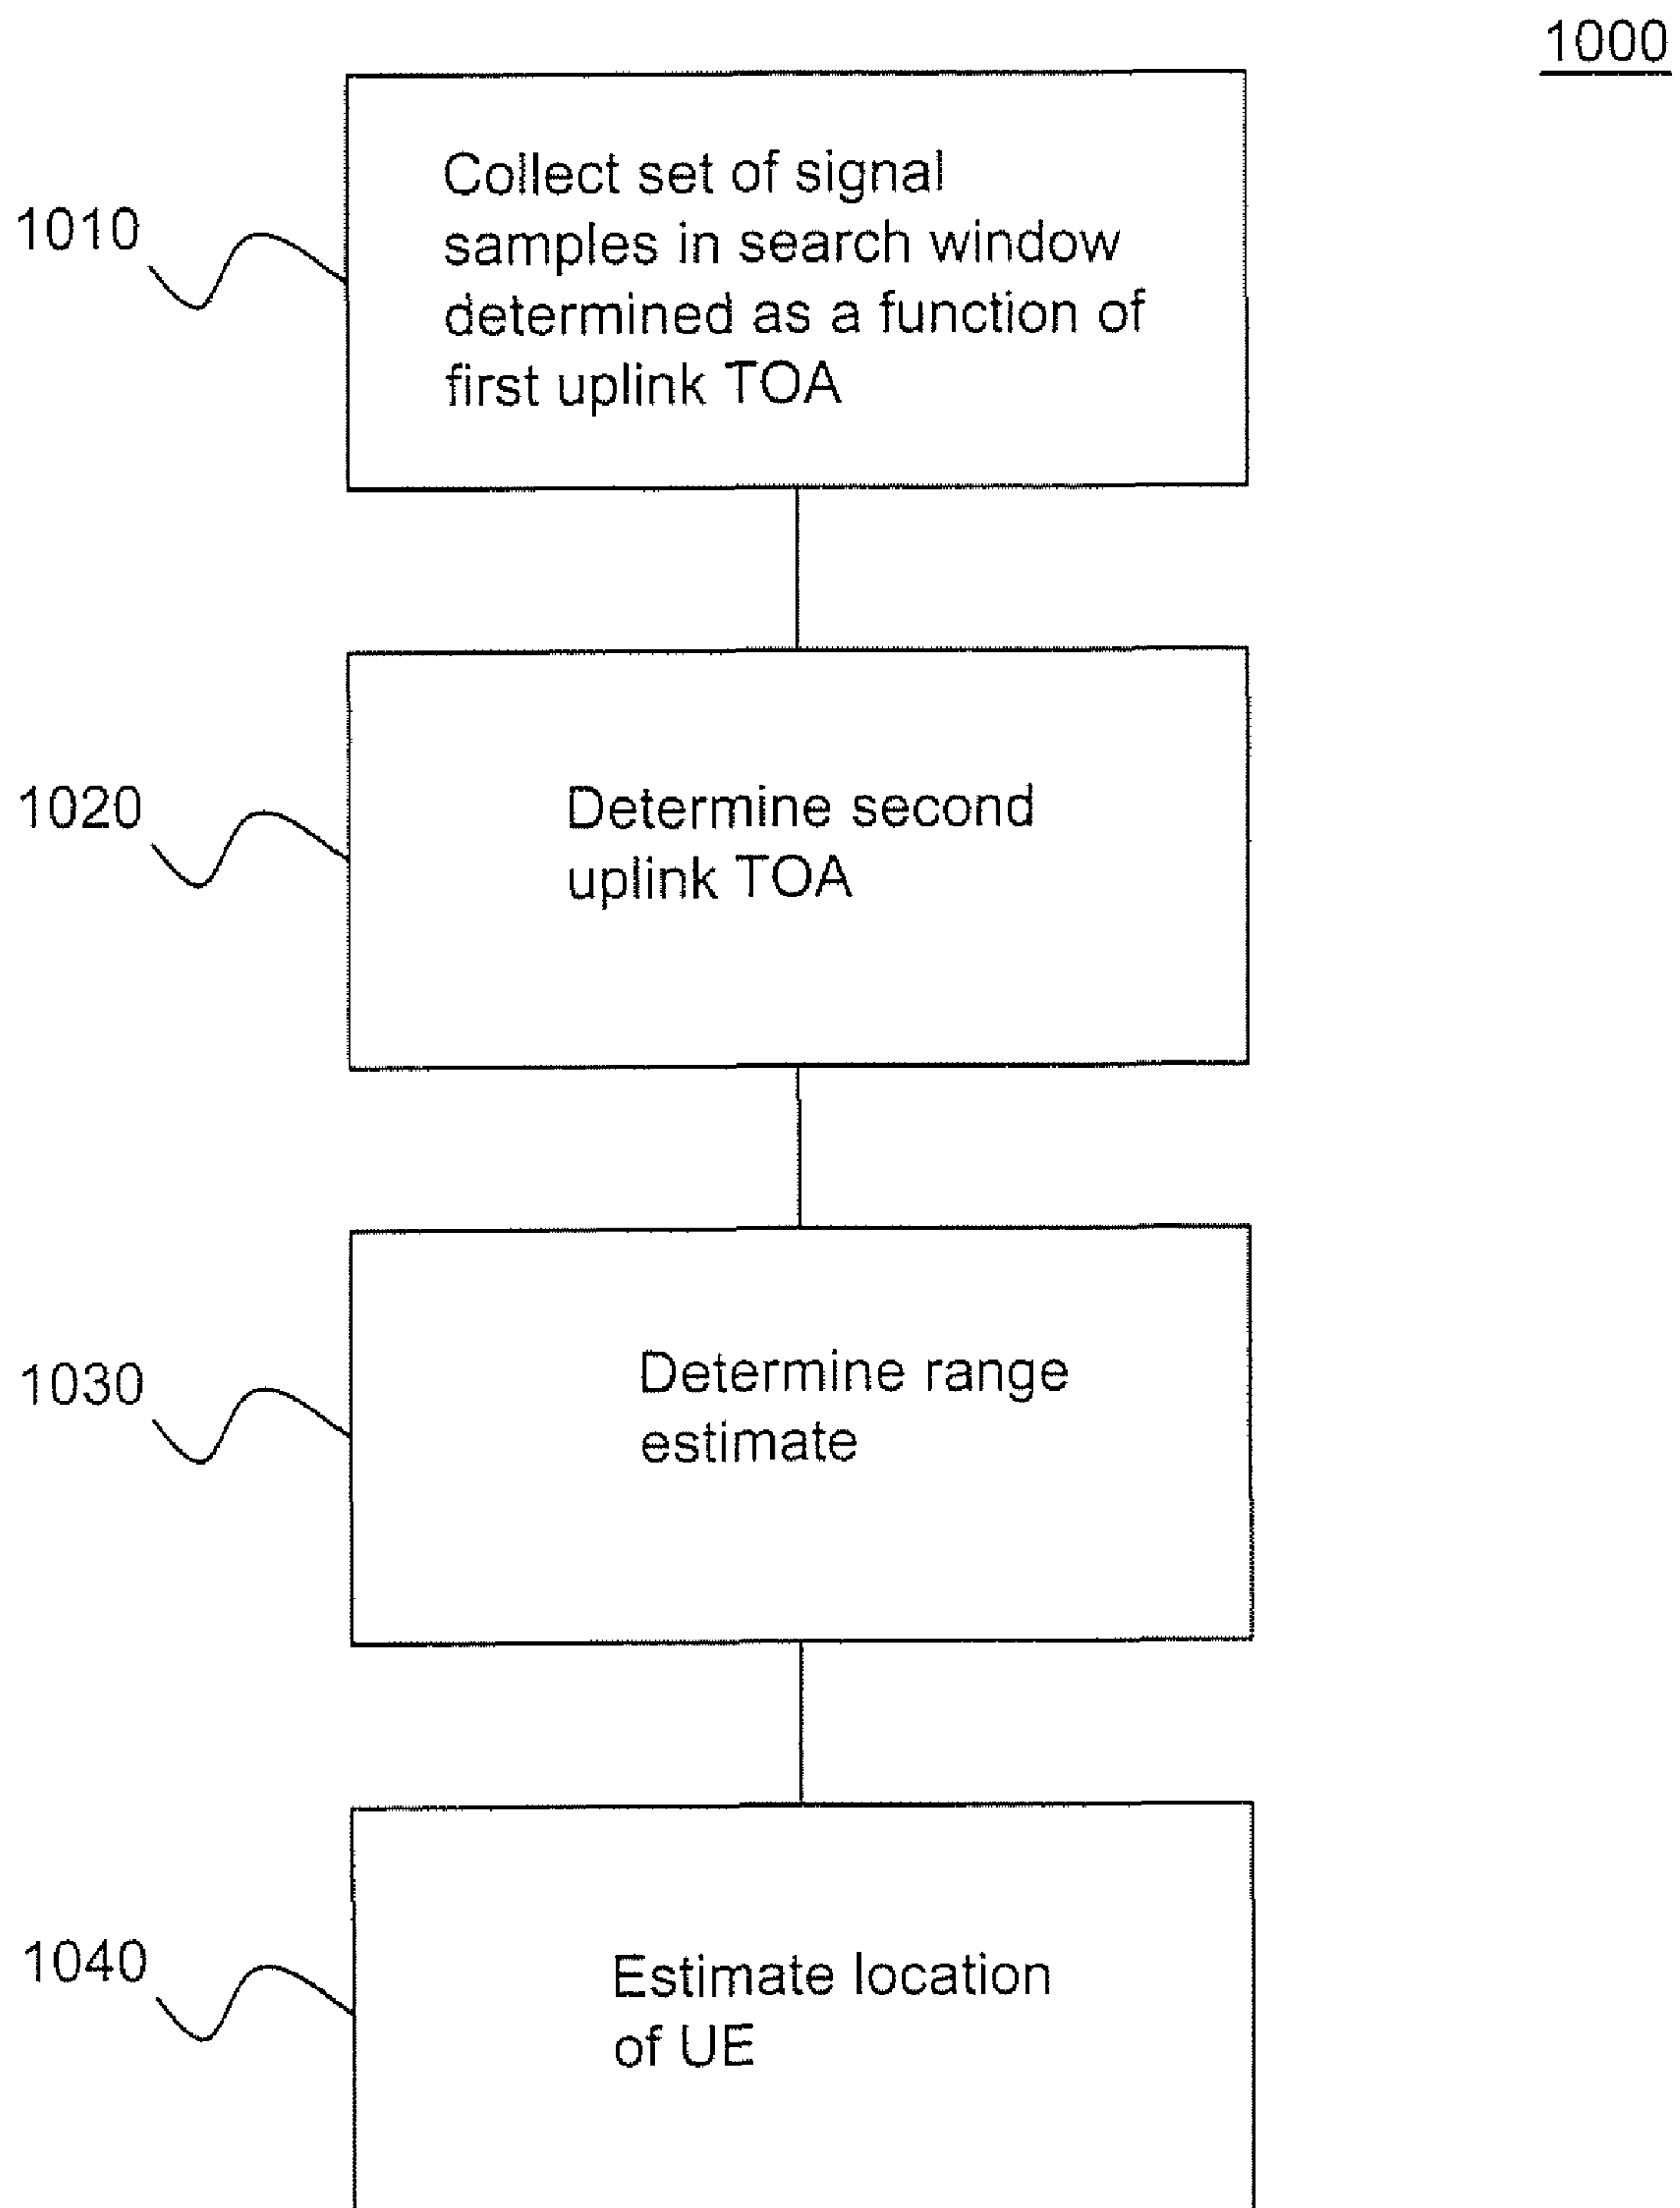 1000
1010
Collect set of signal
samples in search window
determined as a function of
first uplink TOA
1020
Determine second
uplink TOA
1030
Determine range
estimate
1040
Estimate location
of UE